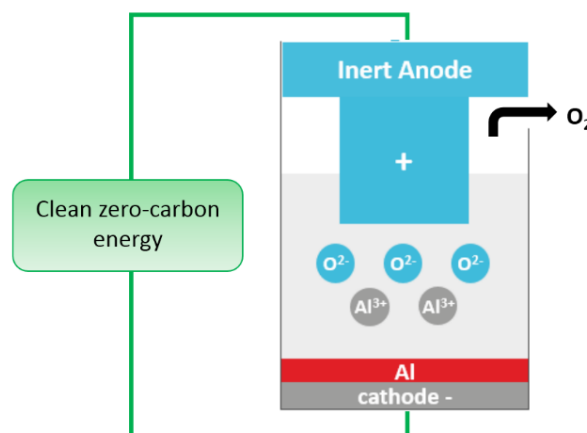 Inert Anode
O₂
+
Clean zero-carbon
energy
O²⁻ O²⁻ O²⁻
Al³⁺ Al³⁺
Al
cathode -